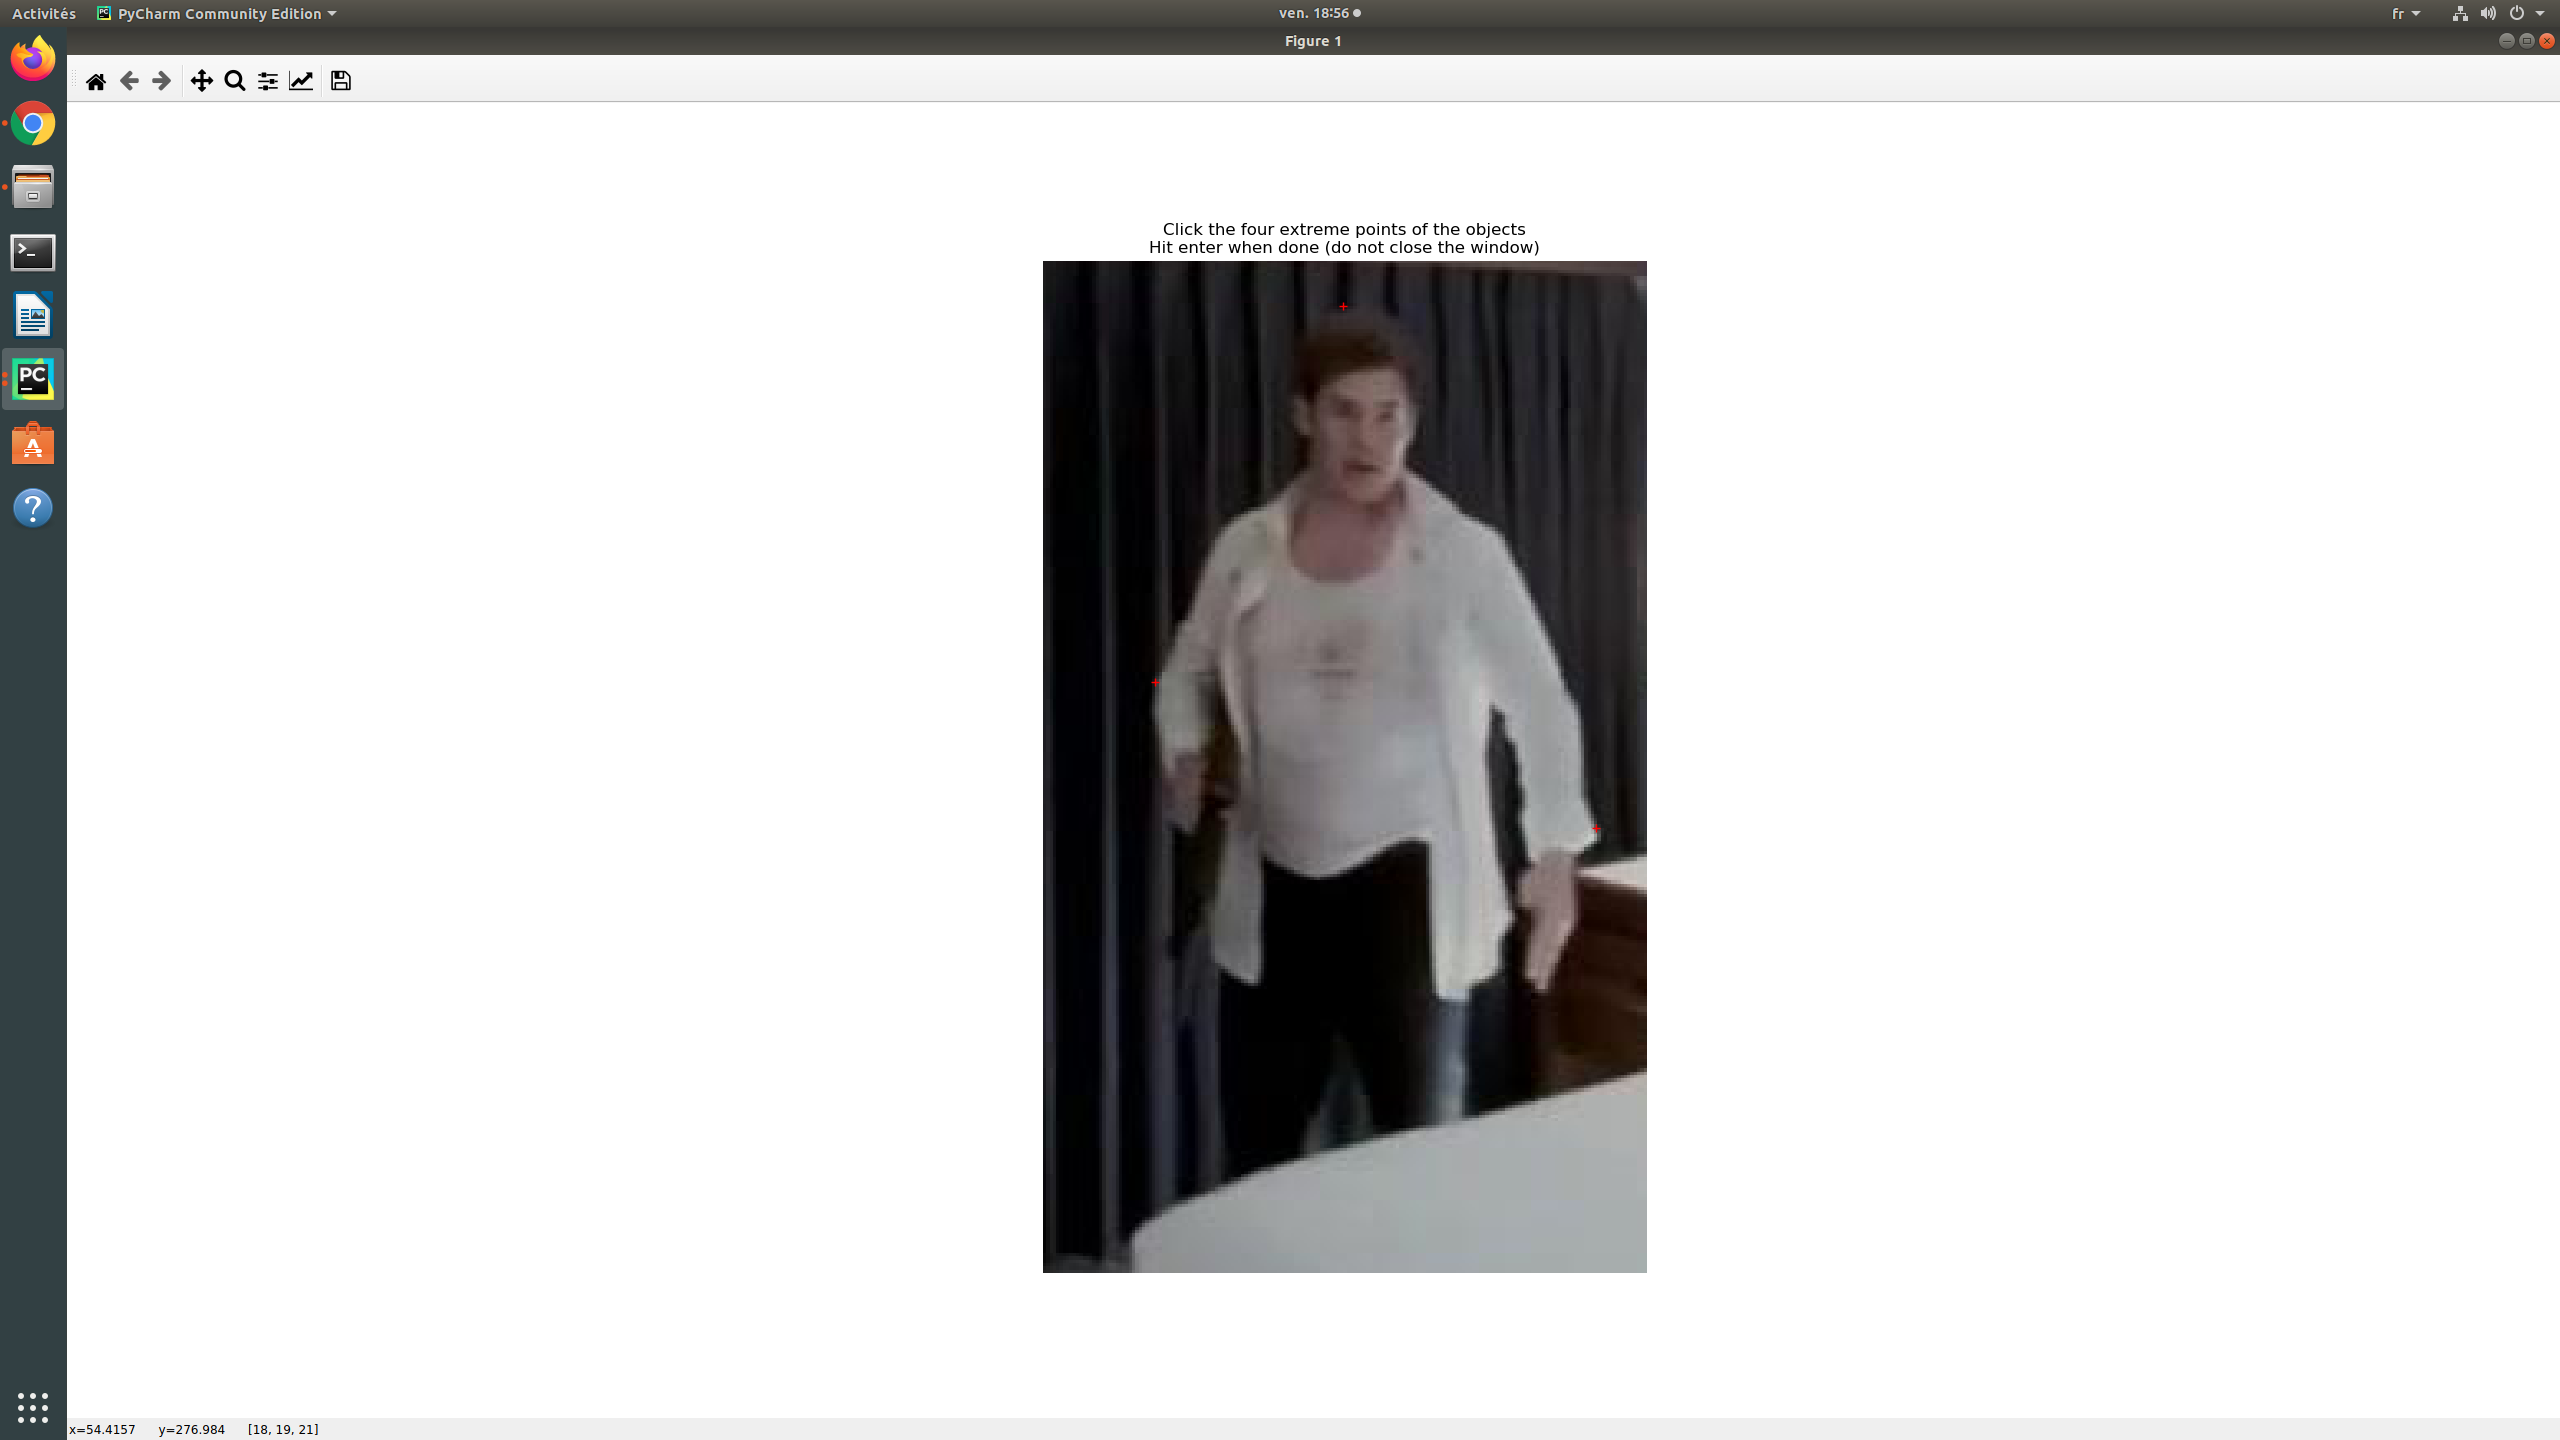 Activités PyCharm Community Edition ven. 18:56 fr
Figure 1
Click the four extreme points of the objects
Hit enter when done (do not close the window)
PC
A
?
x=54.4157 y=276.984 [18, 19, 21]